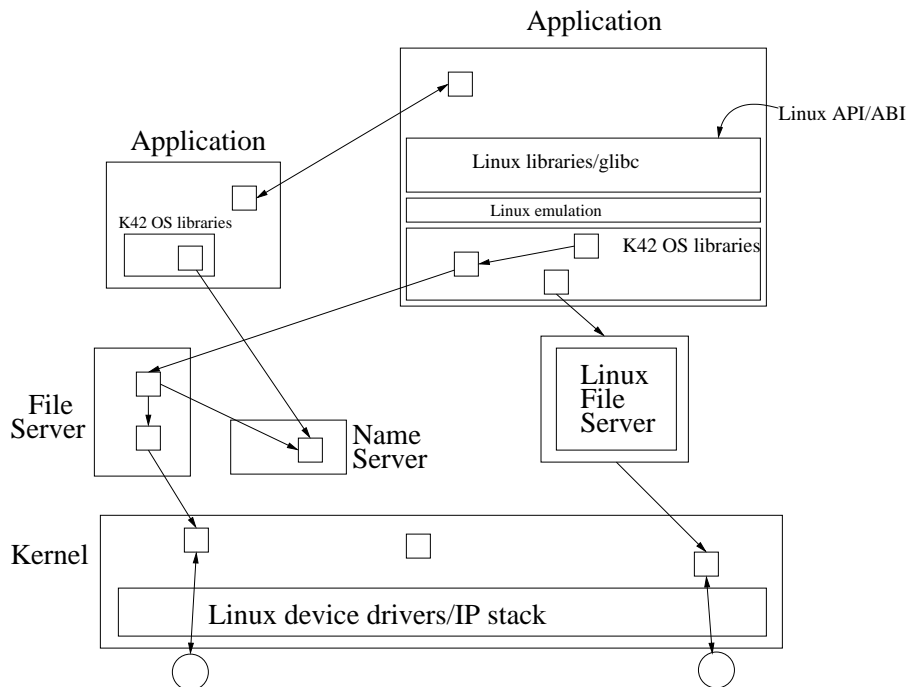 Application
Linux API/ABI
Application
Linux libraries/glibc
Linux emulation
K42 OS libraries
K42 OS libraries
File
Server
Name
Server
Linux
File
Server
Kernel
Linux device drivers/IP stack